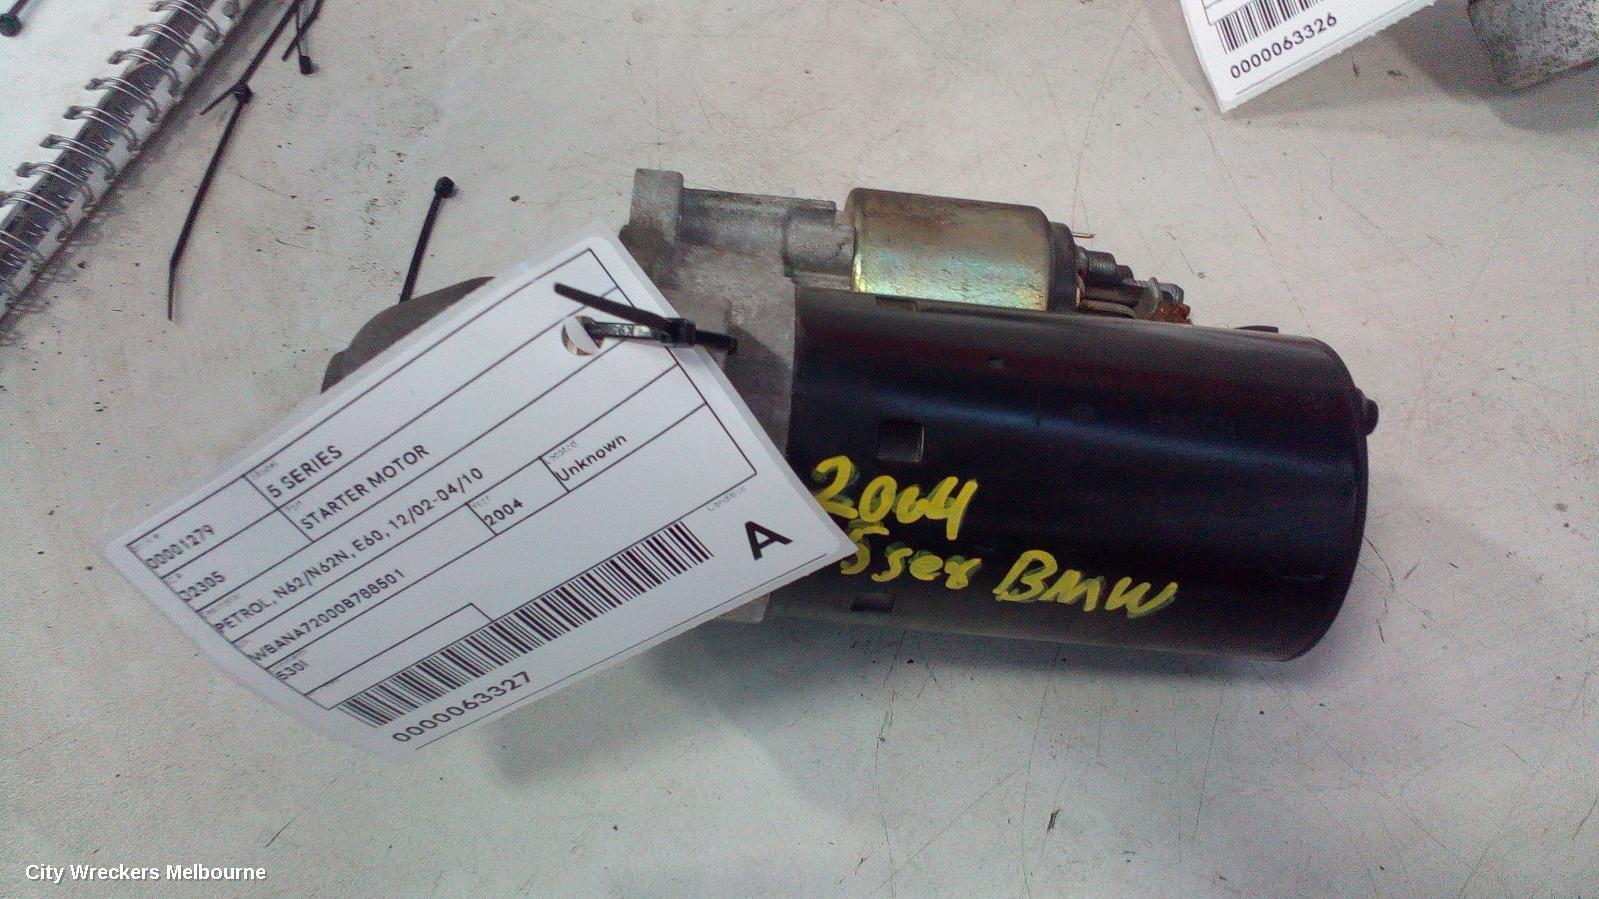 0000063326
5 SERIES
00001279
STARTER MOTOR
32305
PETROL, N62/N62N, E60, 12/02-04/10
WBANA72000B788501
2004
Unknown
530I
A
0000063327
2004
5 ser BMW
City Wreckers Melbourne